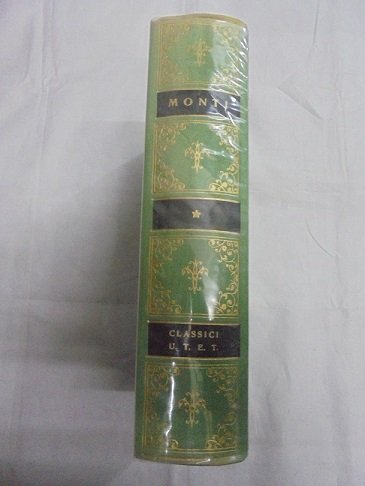 MONTI
CLASSICI
U. T. E. T.